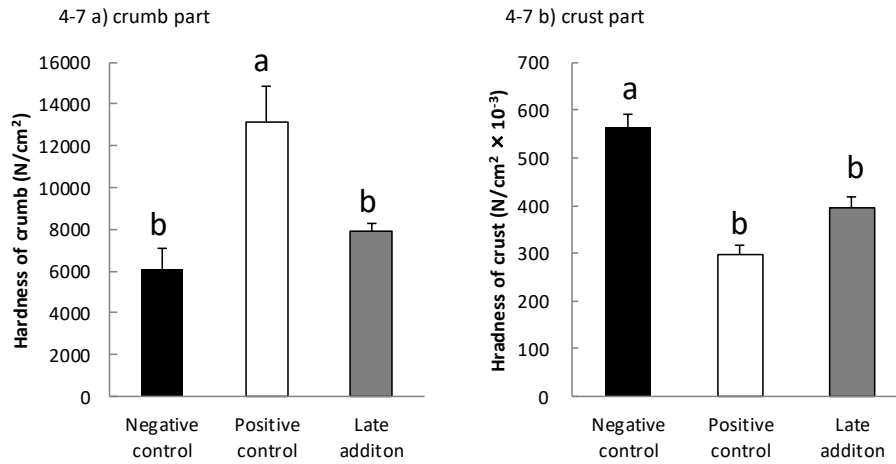 4-7 a) crumb part
Hardness of crumb (N/cm²)
16000
14000
12000
10000
8000
6000
4000
2000
0
b
a
b
Negative control
Positive control
Late additon
4-7 b) crust part
Hradness of crust (N/cm² × 10⁻³)
700
600
500
400
300
200
100
0
a
b
b
Negative control
Positive control
Late additon